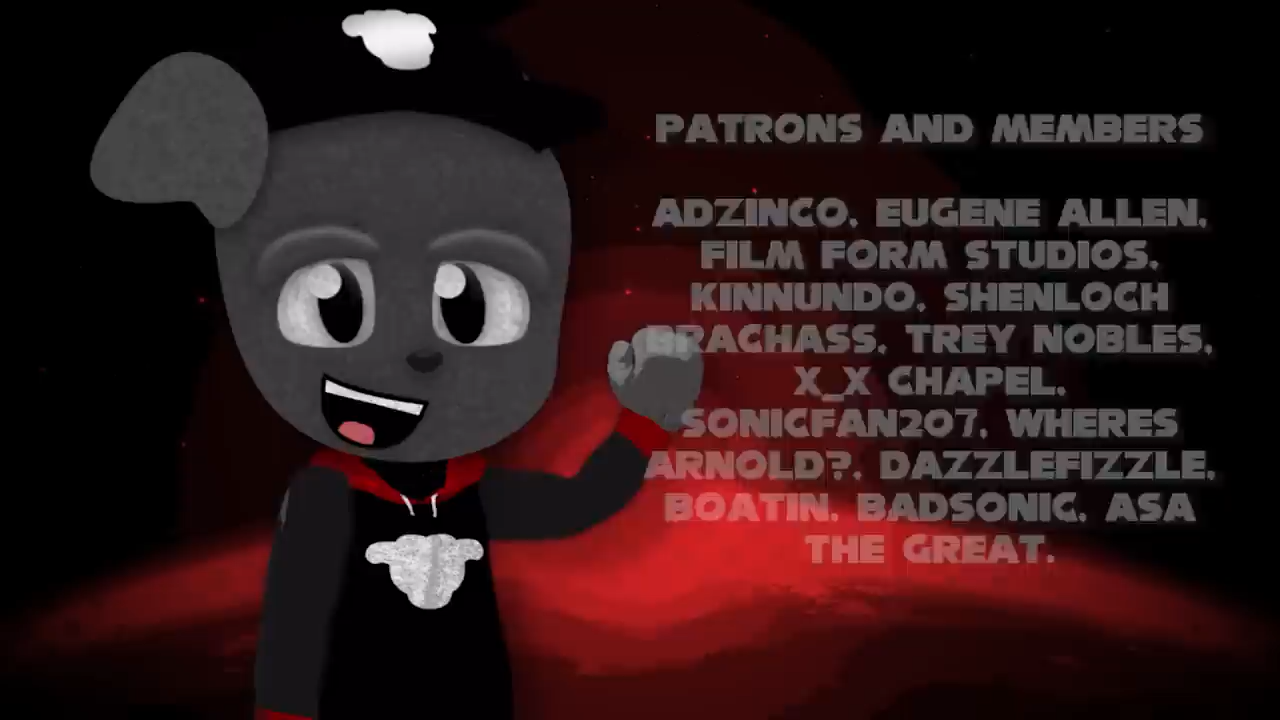 PATRONS AND MEMBERS
ADZINCO, EUGENE ALLEN,
FILM FORM STUDIOS,
KINNUNDO, SHENLOCH
BRACHASS, TREY NOBLES,
X_X CHAPEL,
SONICFAN207, WHERES
ARNOLD?, DAZZLEFIZZLE,
BOATIN, BADSONIC, ASA
THE GREAT.